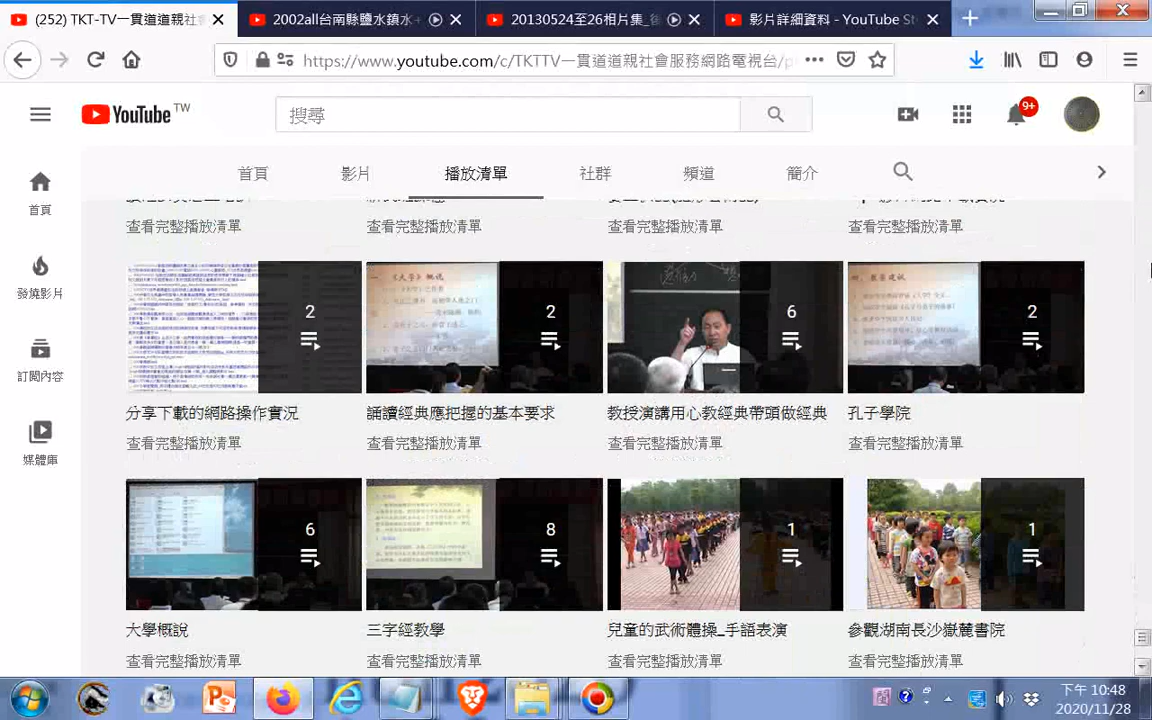 (252) TKT-TV一貫道道親社會
2002all台南縣鹽水鎮水
20130524至26相片集_
影片詳細資料 - YouTube St
https://www.youtube.com/c/TKTTV一貫道道親社會服務網路電視台/p
YouTube TW
搜尋
9+
首頁
影片
播放清單
社群
頻道
簡介
首頁
發燒影片
訂閱內容
媒體庫
查看完整播放清單
查看完整播放清單
查看完整播放清單
查看完整播放清單
2
2
6
2
分享下載的網路操作實況
誦讀經典應把握的基本要求
教授演講用心教經典帶頭做經典
孔子學院
查看完整播放清單
查看完整播放清單
查看完整播放清單
查看完整播放清單
6
8
1
1
大學概說
三字經教學
兒童的武術體操_手語表演
參觀湖南長沙嶽麓書院
查看完整播放清單
查看完整播放清單
查看完整播放清單
查看完整播放清單
下午 10:48
2020/11/28